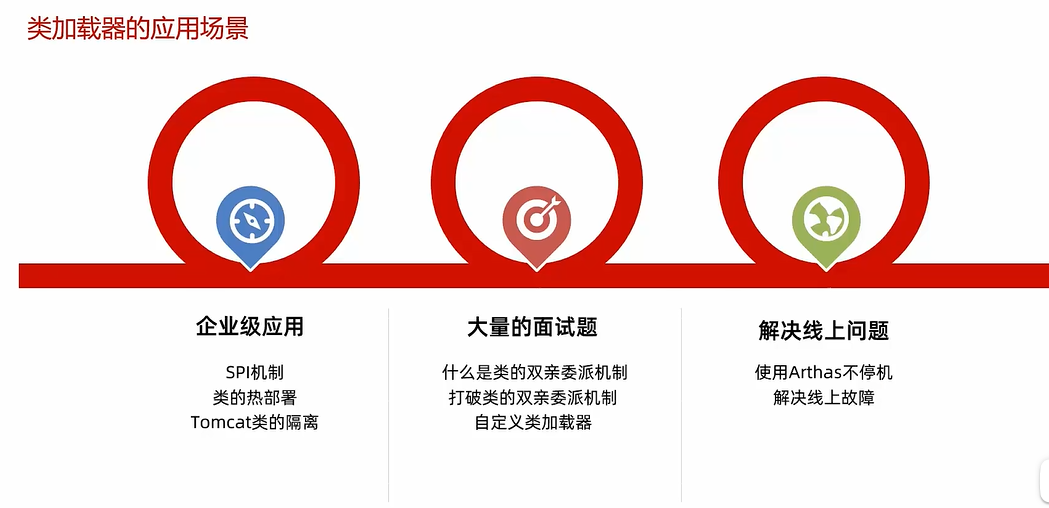 类加载器的应用场景
企业级应用
SPI机制
类的热部署
Tomcat类的隔离
大量的面试题
什么是类的双亲委派机制
打破类的双亲委派机制
自定义类加载器
解决线上问题
使用Arthas不停机
解决线上故障